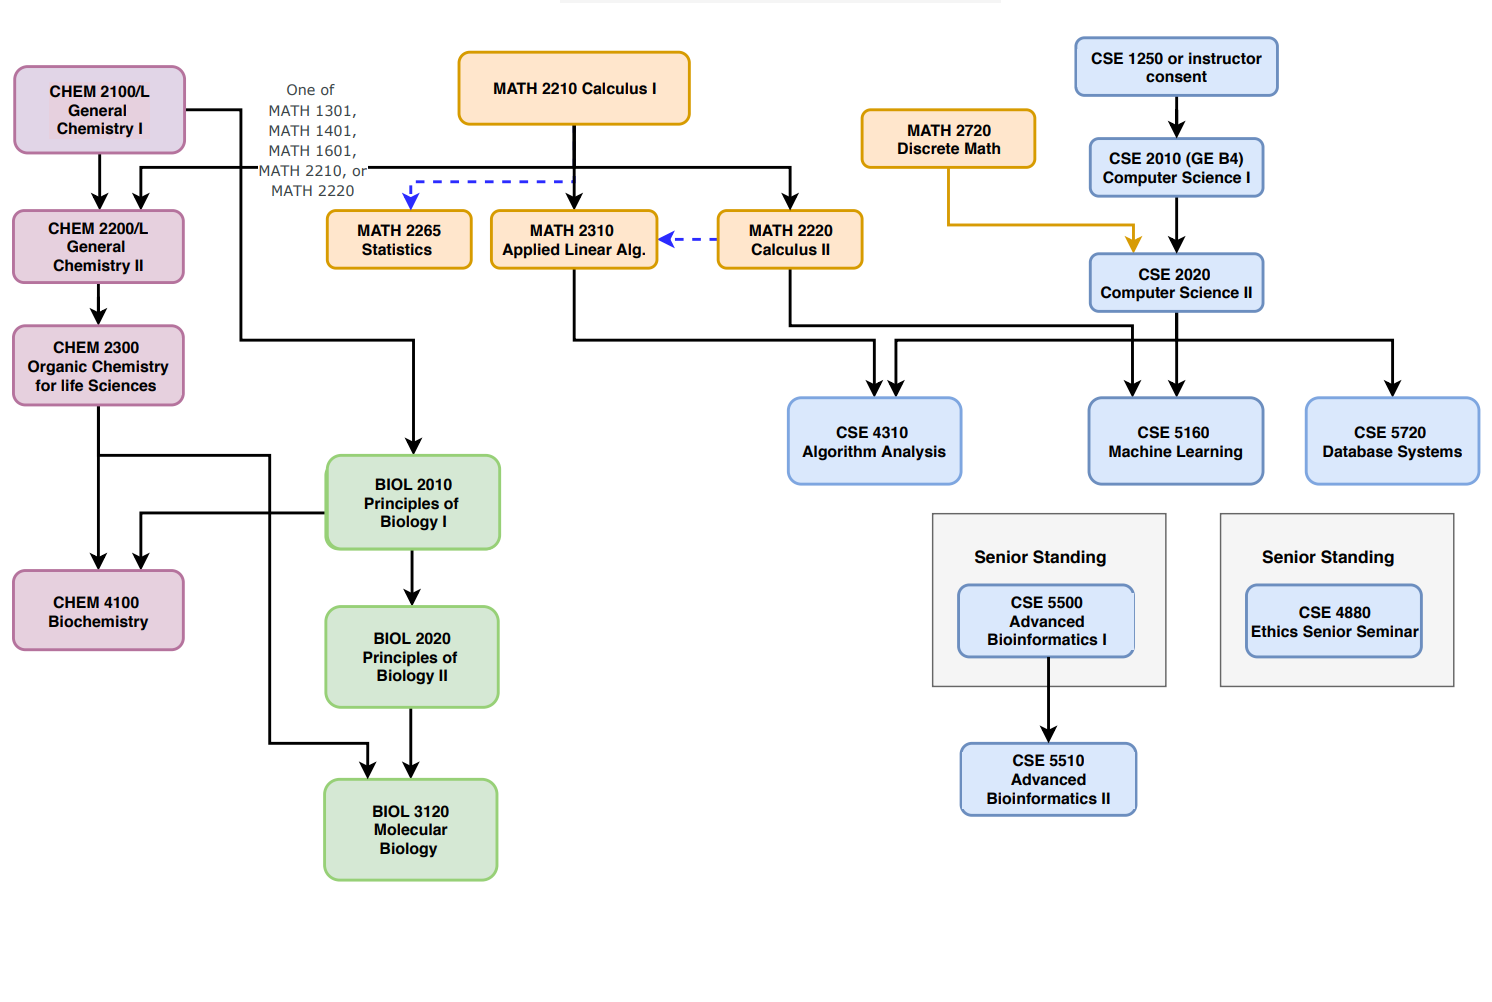 CHEM 2100/L
General
Chemistry I
One of
MATH 1301,
MATH 1401,
MATH 1601,
MATH 2210, or
MATH 2220
MATH 2210 Calculus I
MATH 2720
Discrete Math
CSE 1250 or instructor
consent
CSE 2010 (GE B4)
Computer Science I
CHEM 2200/L
General
Chemistry II
MATH 2265
Statistics
MATH 2310
Applied Linear Alg.
MATH 2220
Calculus II
CSE 2020
Computer Science II
CHEM 2300
Organic Chemistry
for life Sciences
CSE 4310
Algorithm Analysis
CSE 5160
Machine Learning
CSE 5720
Database Systems
BIOL 2010
Principles of
Biology I
Senior Standing
CSE 5500
Advanced
Bioinformatics I
Senior Standing
CSE 4880
Ethics Senior Seminar
CHEM 4100
Biochemistry
BIOL 2020
Principles of
Biology II
CSE 5510
Advanced
Bioinformatics II
BIOL 3120
Molecular
Biology